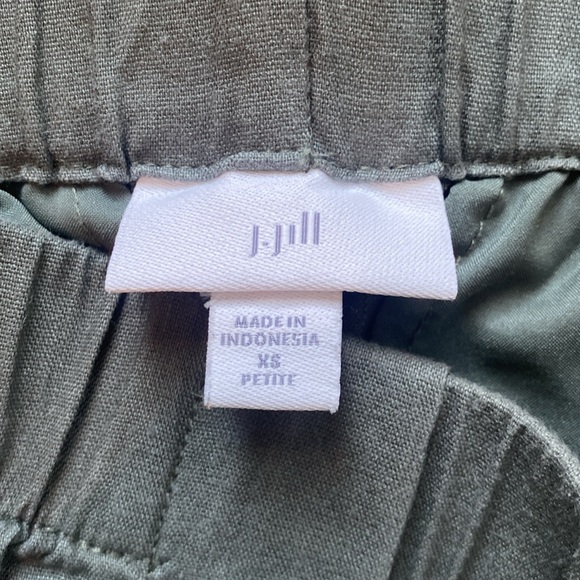 J.Jill
MADE IN
INDONESIA
XS
PETITE